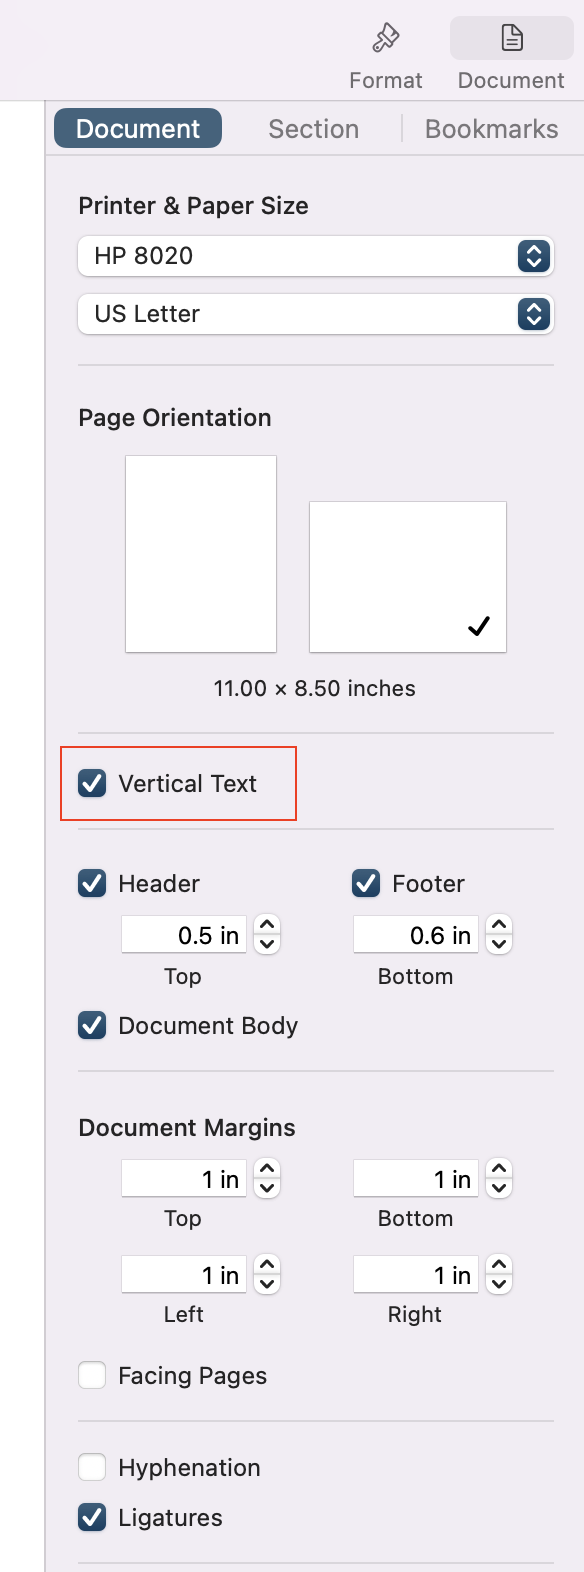 Format Document
Document Section Bookmarks
Printer & Paper Size
HP 8020
US Letter
Page Orientation
11.00 × 8.50 inches
Vertical Text
Header Footer
0.5 in 0.6 in
Top Bottom
Document Body
Document Margins
1 in 1 in
Top Bottom
1 in 1 in
Left Right
Facing Pages
Hyphenation
Ligatures